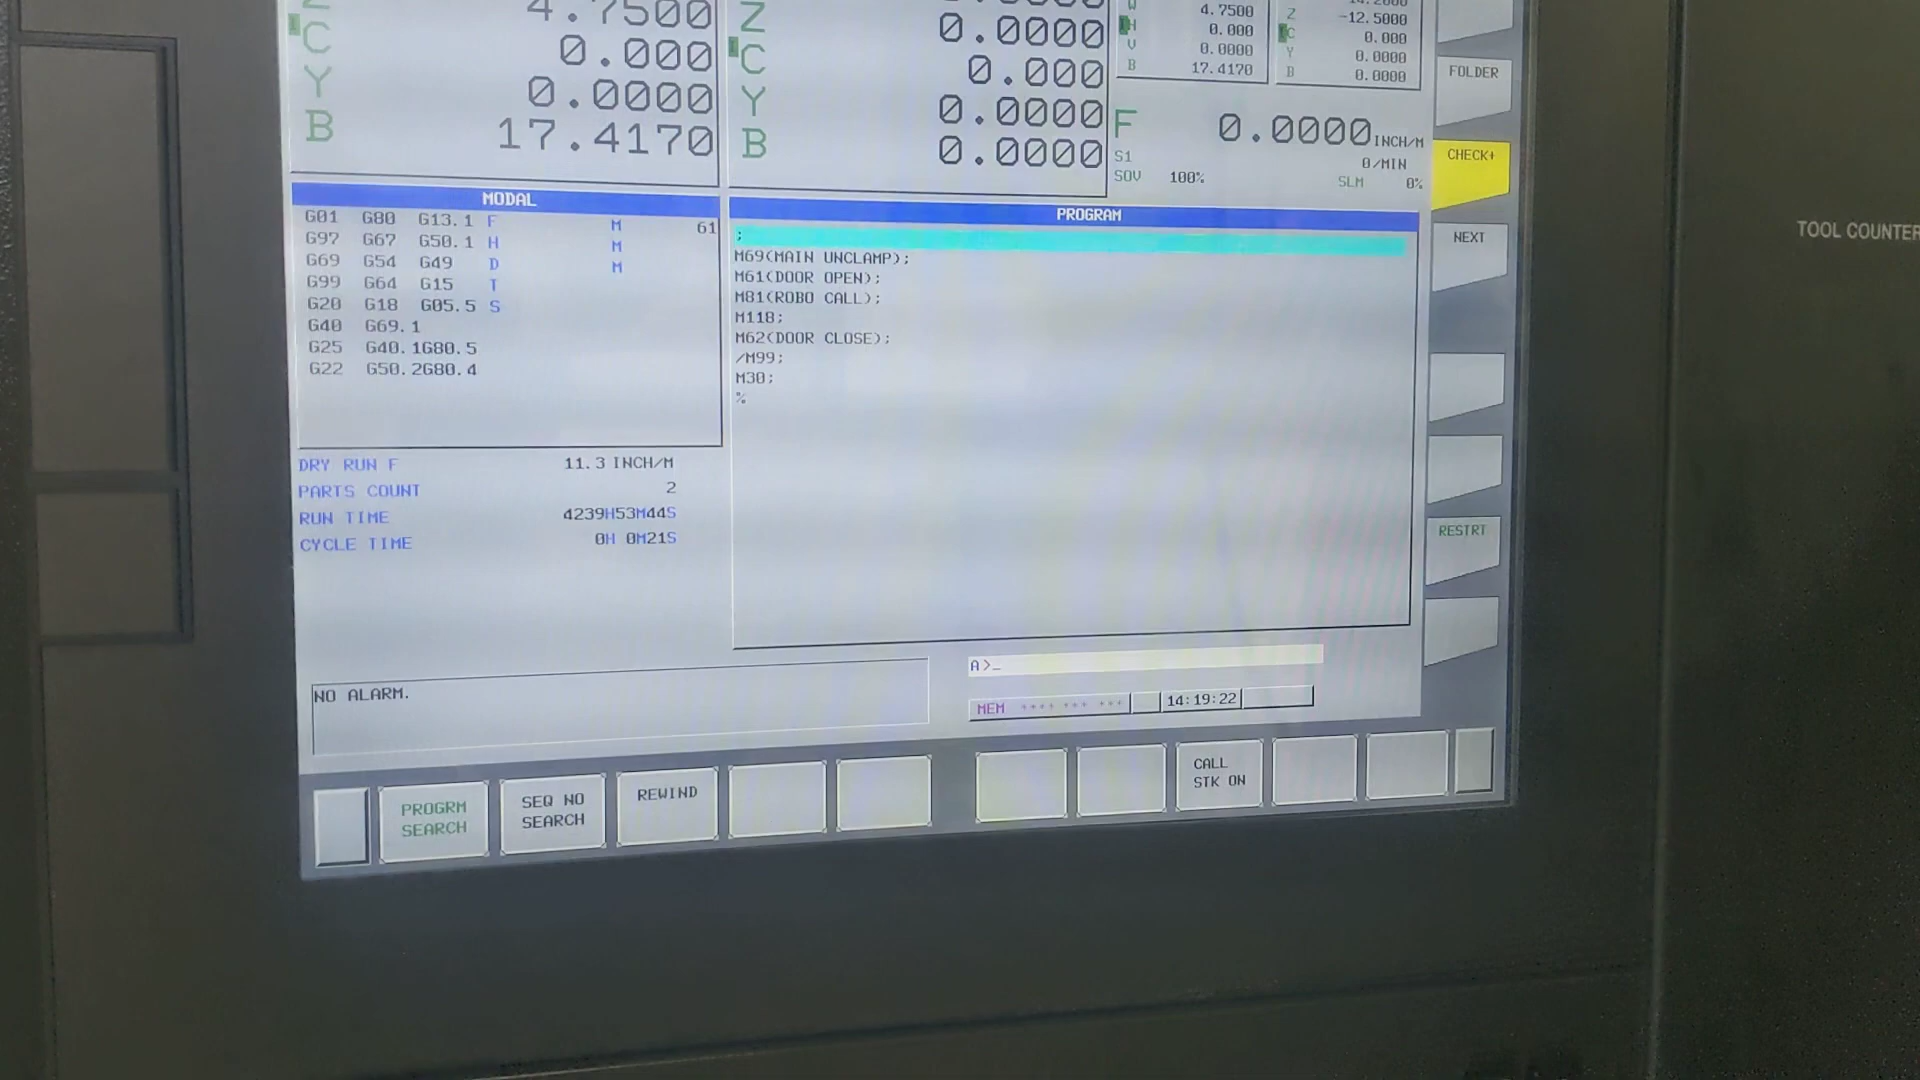 4.7500
C 0.000
Y 0.0000
B 17.4170
Z 0.0000
C 0.000
Y 0.0000
B 0.0000
W 4.7500
H 0.000
V 0.0000
B 17.4170
Z -12.5000
C 0.000
Y 0.0000
B 0.0000
F 0.0000 INCH/M
S1 0/MIN
SOV 100% SLM 0%
FOLDER
CHECK+
NEXT
RESTRT
TOOL COUNTER
MODAL
G01 G80 G13.1 F M 61
G97 G67 G50.1 H M
G69 G54 G49 D M
G99 G64 G15 T
G20 G18 G05.5 S
G40 G69.1
G25 G40.1G80.5
G22 G50.2G80.4
DRY RUN F 11.3 INCH/M
PARTS COUNT 2
RUN TIME 4239H53M44S
CYCLE TIME 0H 0M21S
PROGRAM
;
M69(MAIN UNCLAMP);
M61(DOOR OPEN);
M81(ROBO CALL);
M118;
M62(DOOR CLOSE);
/M99;
M30;
%
A>_
NO ALARM.
MEM **** *** *** 14:19:22
PROGRM
SEARCH
SEQ NO
SEARCH
REWIND
CALL
STK ON